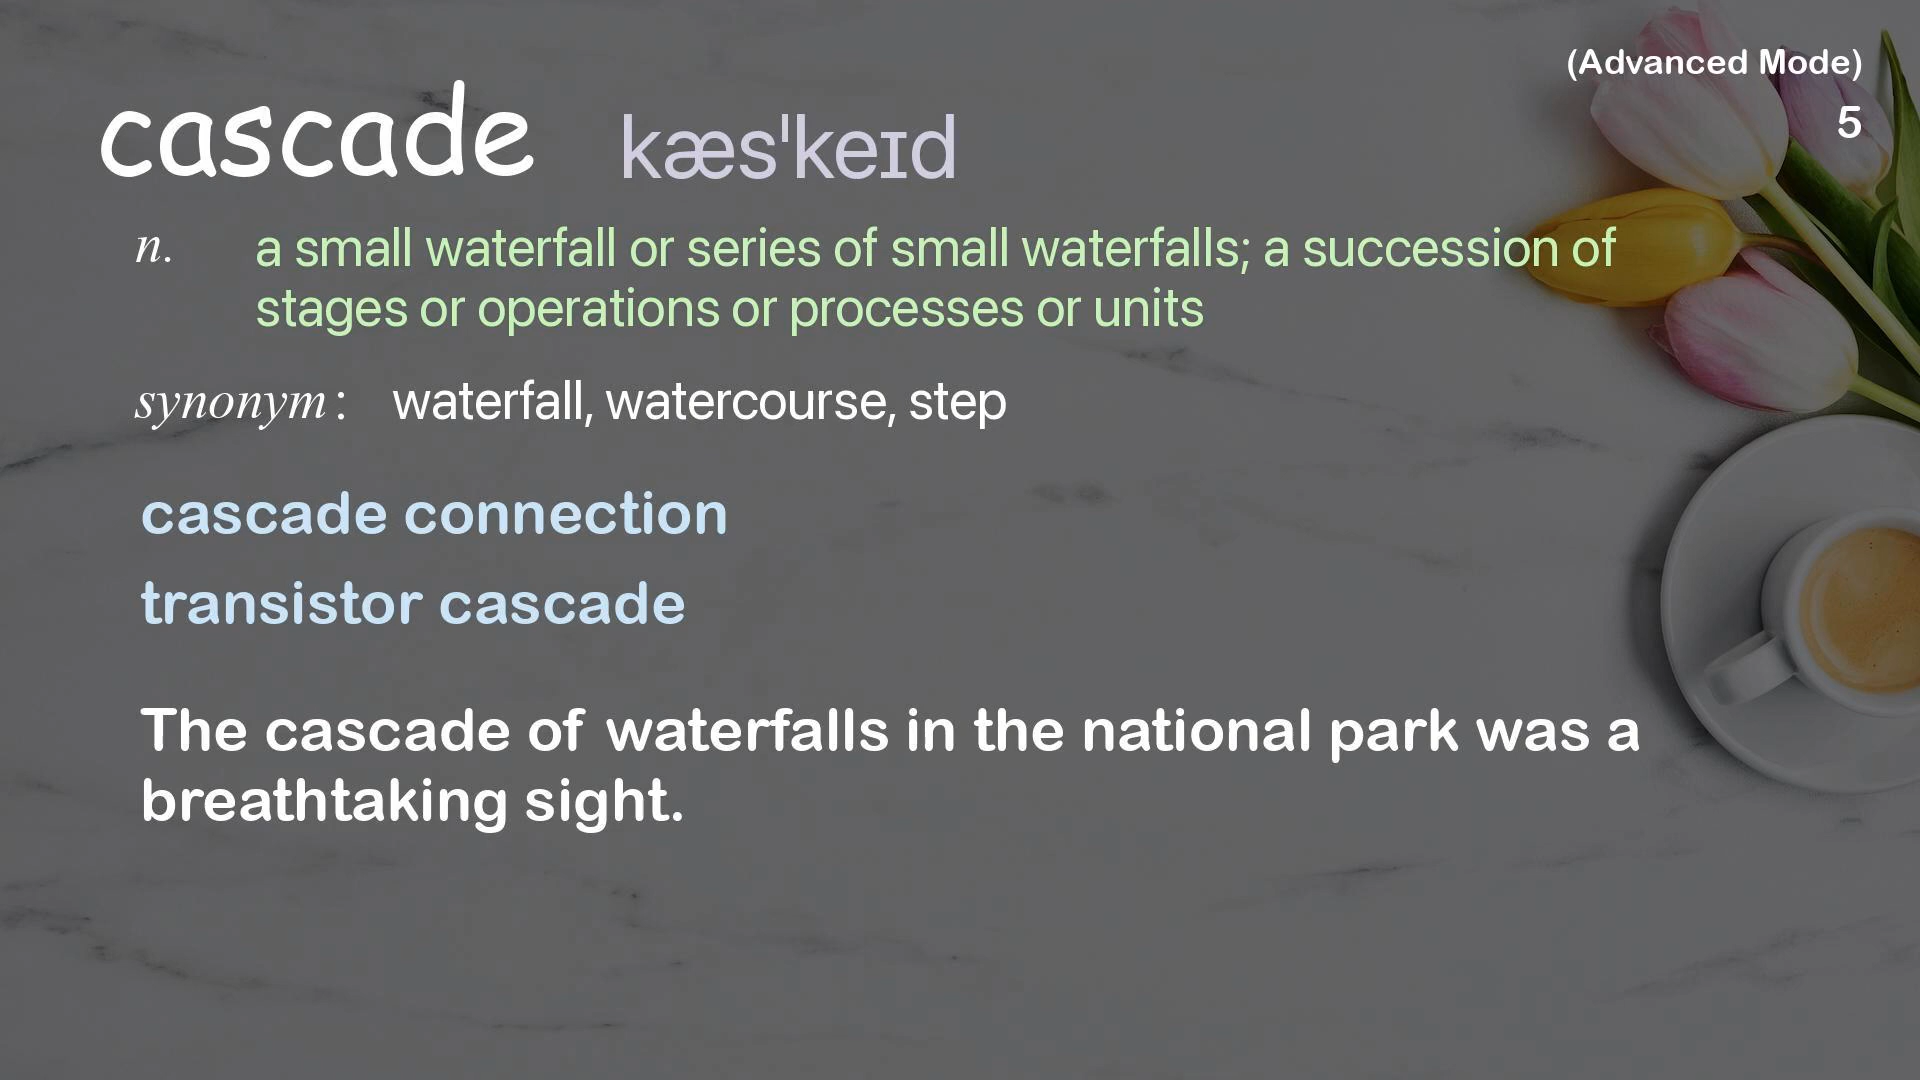 (Advanced Mode)
5
cascade kæsˈkeɪd
n. a small waterfall or series of small waterfalls; a succession of
stages or operations or processes or units
synonym: waterfall, watercourse, step
cascade connection
transistor cascade
The cascade of waterfalls in the national park was a
breathtaking sight.